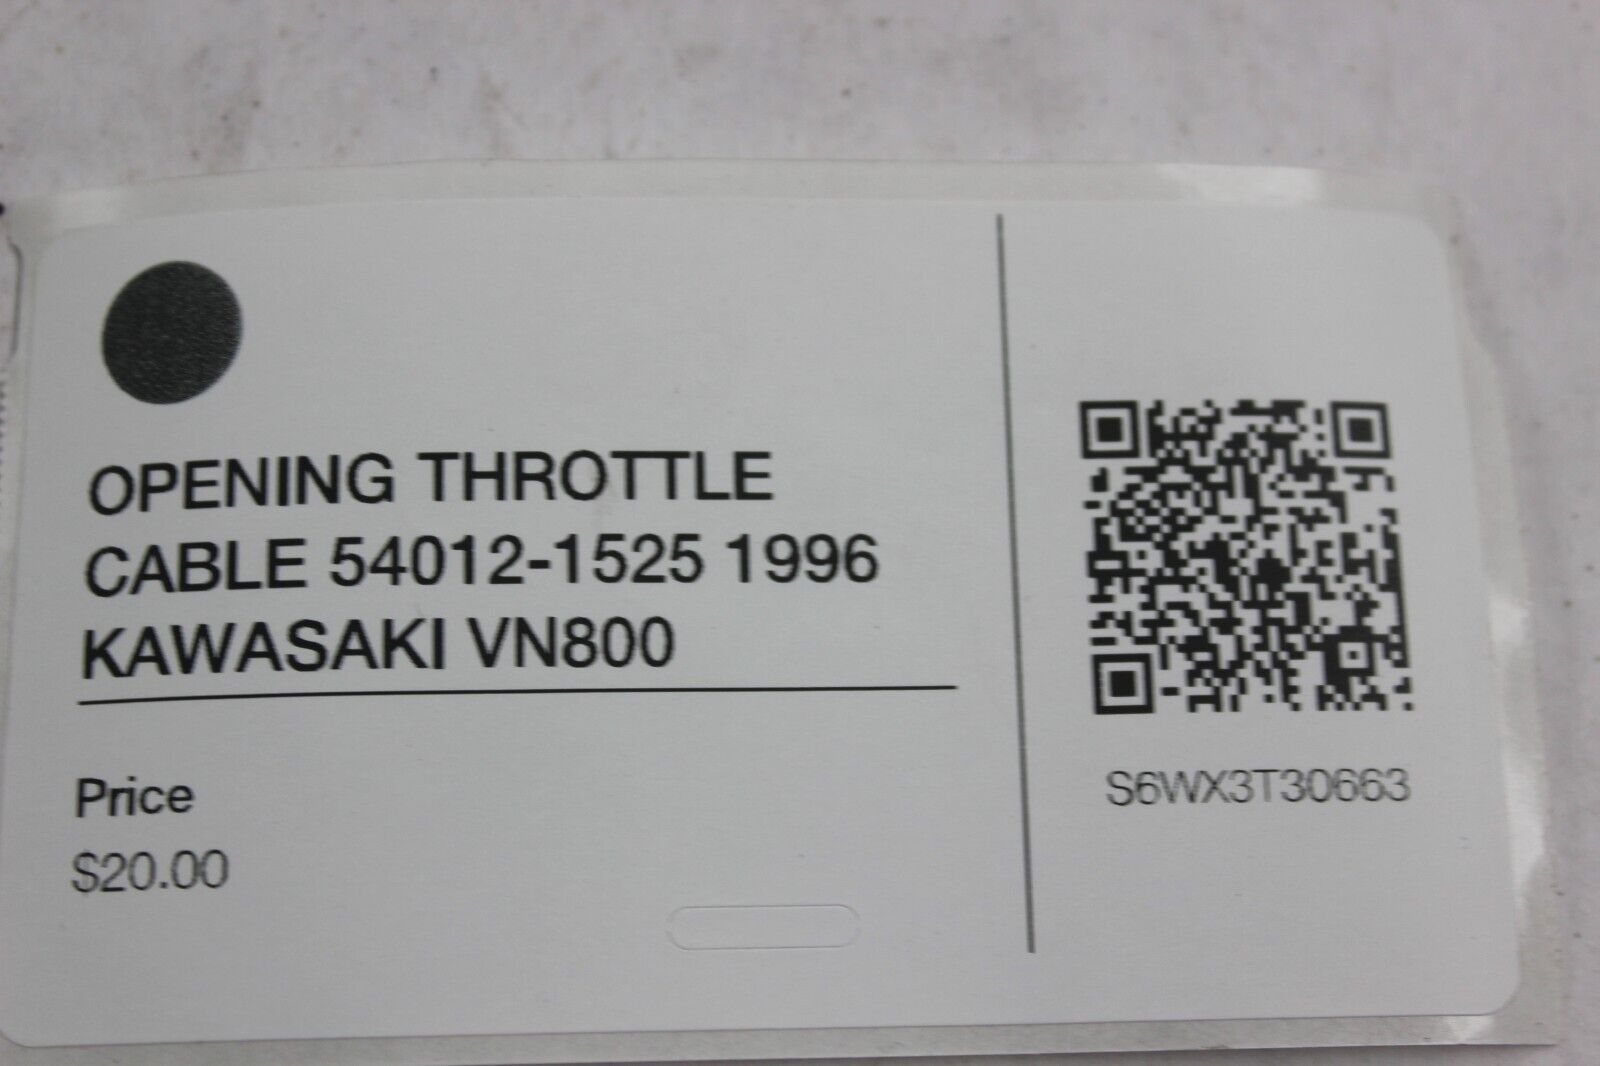 OPENING THROTTLE
CABLE 54012-1525 1996
KAWASAKI VN800
Price
$20.00
S6WX3T30663